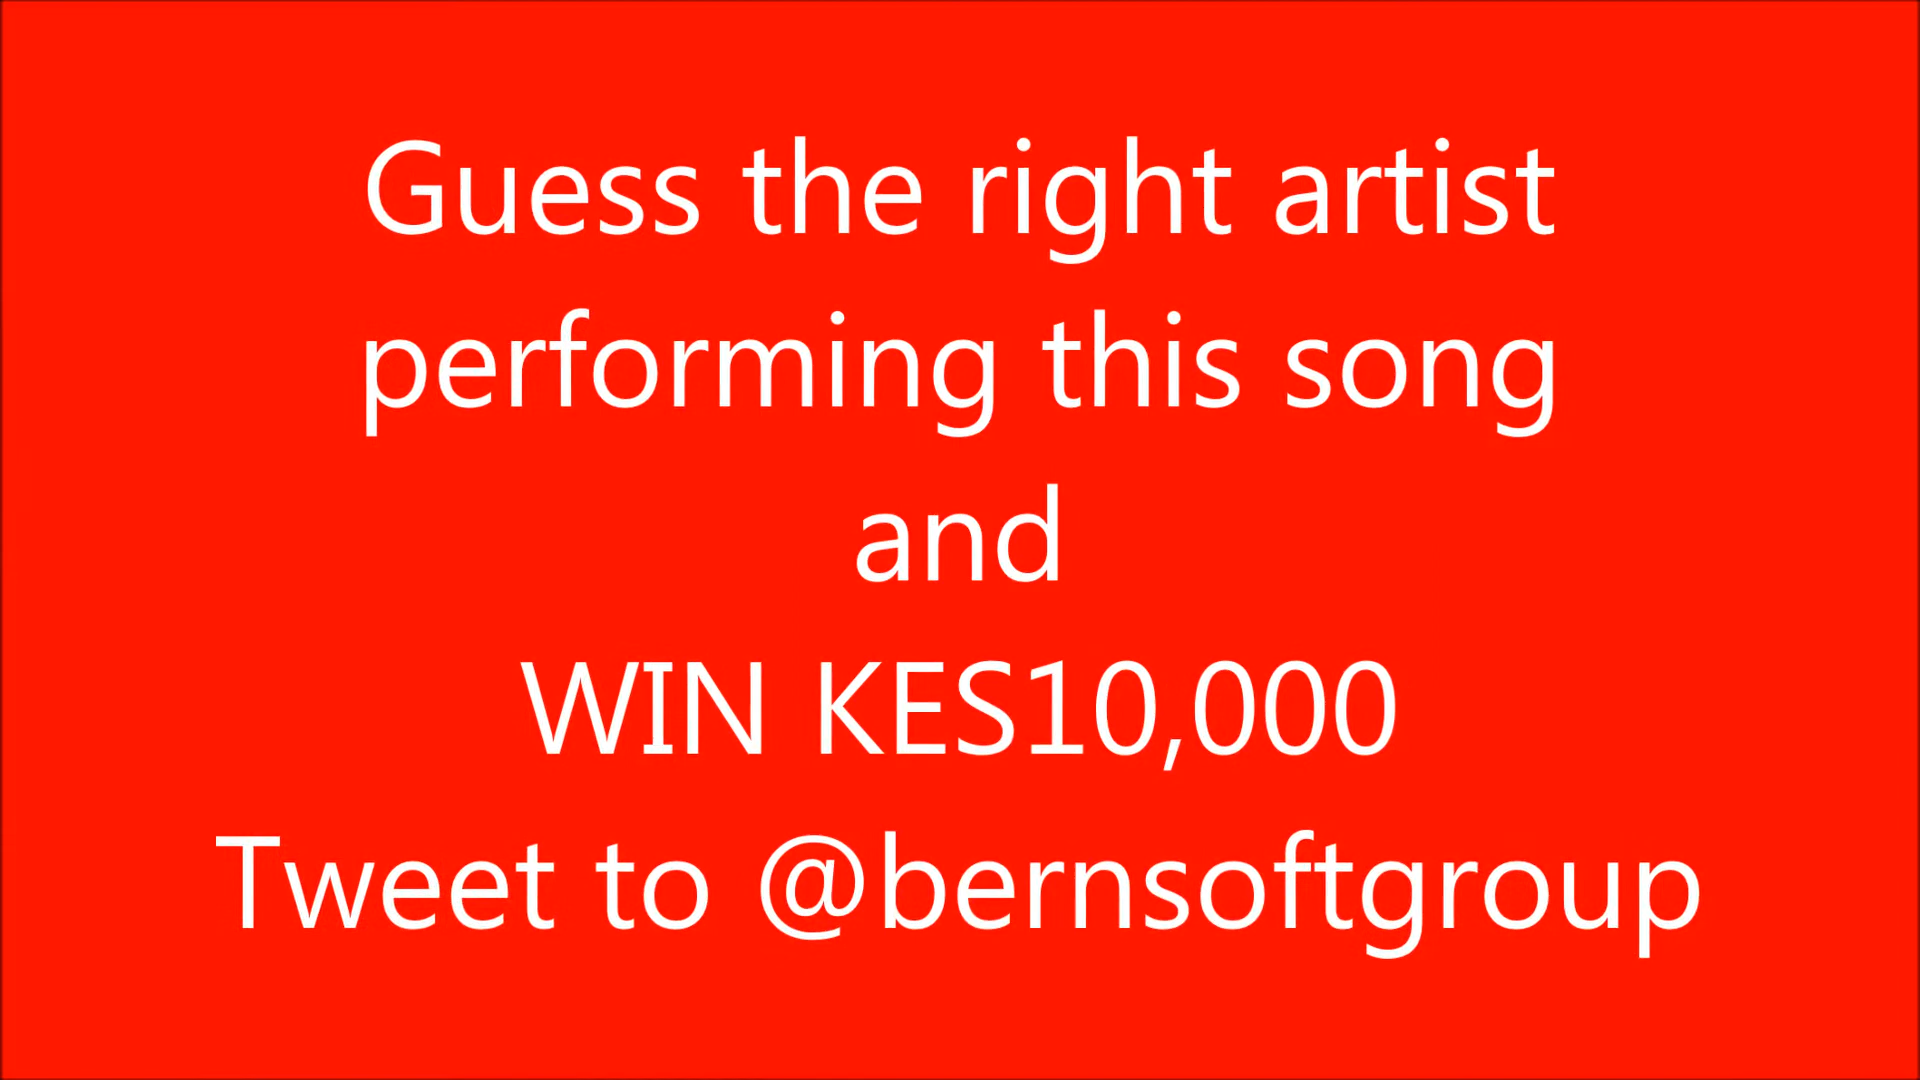 Guess the right artist
performing this song
and
WIN KES10,000
Tweet to @bernsoftgroup